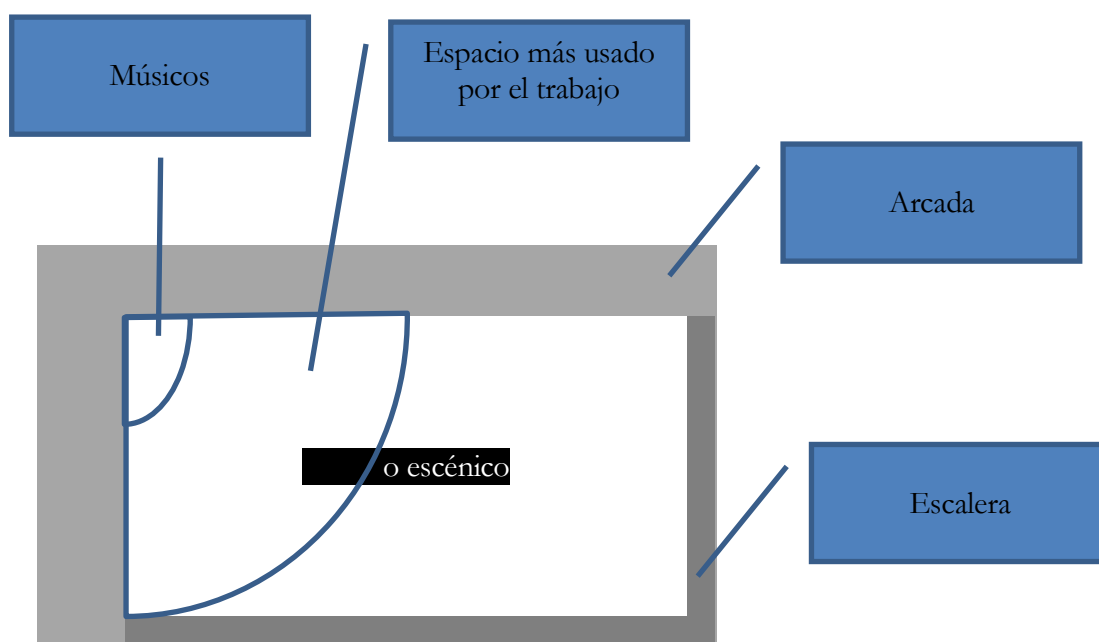 Músicos
Espacio más usado
por el trabajo
Arcada
o escénico
Escalera